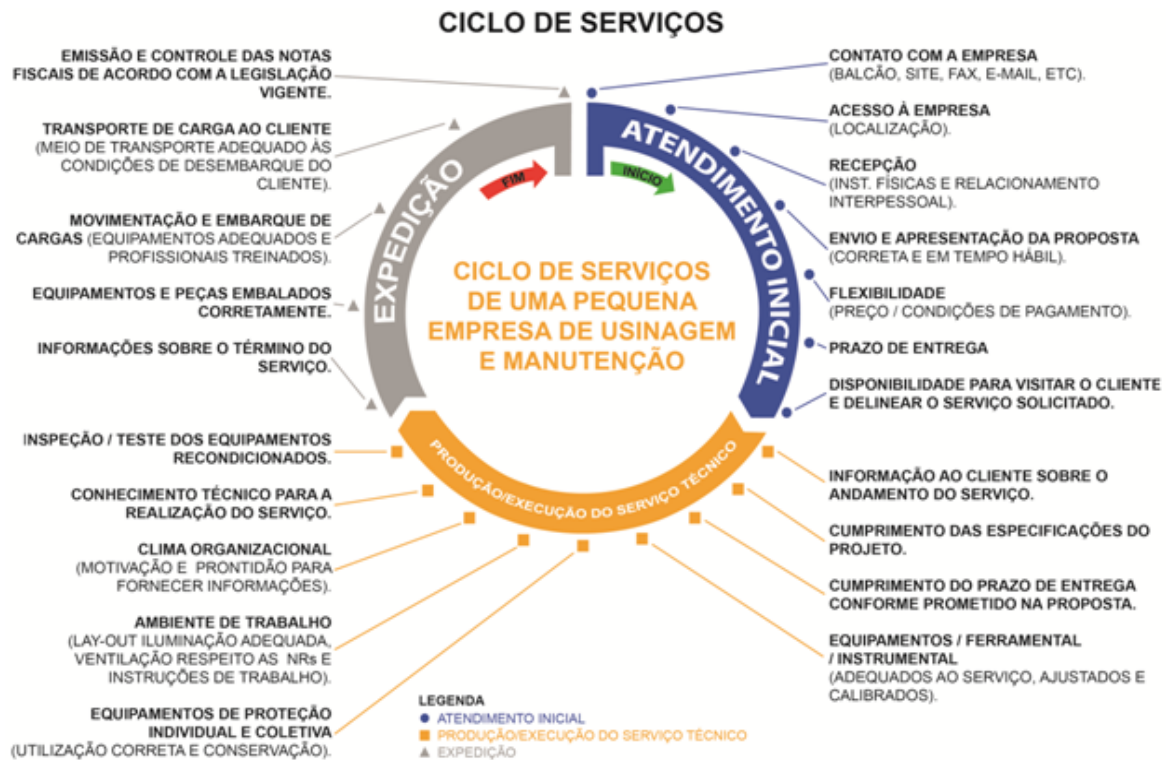 CICLO DE SERVIÇOS
EMISSÃO E CONTROLE DAS NOTAS
FISCAIS DE ACORDO COM A LEGISLAÇÃO
VIGENTE.
TRANSPORTE DE CARGA AO CLIENTE
(MEIO DE TRANSPORTE ADEQUADO ÀS
CONDIÇÕES DE DESEMBARQUE DO
CLIENTE).
MOVIMENTAÇÃO E EMBARQUE DE
CARGAS (EQUIPAMENTOS ADEQUADOS E
PROFISSIONAIS TREINADOS).
EQUIPAMENTOS E PEÇAS EMBALADOS
CORRETAMENTE.
INFORMAÇÕES SOBRE O TÉRMINO DO
SERVIÇO.
INSPEÇÃO / TESTE DOS EQUIPAMENTOS
RECONDICIONADOS.
CONHECIMENTO TÉCNICO PARA A
REALIZAÇÃO DO SERVIÇO.
CLIMA ORGANIZACIONAL
(MOTIVAÇÃO E PRONTIDÃO PARA
FORNECER INFORMAÇÕES).
AMBIENTE DE TRABALHO
(LAY-OUT ILUMINAÇÃO ADEQUADA,
VENTILAÇÃO RESPEITO AS NRs E
INSTRUÇÕES DE TRABALHO).
EQUIPAMENTOS DE PROTEÇÃO
INDIVIDUAL E COLETIVA
(UTILIZAÇÃO CORRETA E CONSERVAÇÃO).
EXPEDIÇÃO
FIM
INÍCIO
ATENDIMENTO INICIAL
CICLO DE SERVIÇOS
DE UMA PEQUENA
EMPRESA DE USINAGEM
E MANUTENÇÃO
PRODUÇÃO/EXECUÇÃO DO SERVIÇO TÉCNICO
CONTATO COM A EMPRESA
(BALCÃO, SITE, FAX, E-MAIL, ETC).
ACESSO À EMPRESA
(LOCALIZAÇÃO).
RECEPÇÃO
(INST. FÍSICAS E RELACIONAMENTO
INTERPESSOAL).
ENVIO E APRESENTAÇÃO DA PROPOSTA
(CORRETA E EM TEMPO HÁBIL).
FLEXIBILIDADE
(PREÇO / CONDIÇÕES DE PAGAMENTO).
PRAZO DE ENTREGA
DISPONIBILIDADE PARA VISITAR O CLIENTE
E DELINEAR O SERVIÇO SOLICITADO.
INFORMAÇÃO AO CLIENTE SOBRE O
ANDAMENTO DO SERVIÇO.
CUMPRIMENTO DAS ESPECIFICAÇÕES DO
PROJETO.
CUMPRIMENTO DO PRAZO DE ENTREGA
CONFORME PROMETIDO NA PROPOSTA.
EQUIPAMENTOS / FERRAMENTAL
/ INSTRUMENTAL
(ADEQUADOS AO SERVIÇO, AJUSTADOS E
CALIBRADOS).
LEGENDA
ATENDIMENTO INICIAL
PRODUÇÃO/EXECUÇÃO DO SERVIÇO TÉCNICO
EXPEDIÇÃO